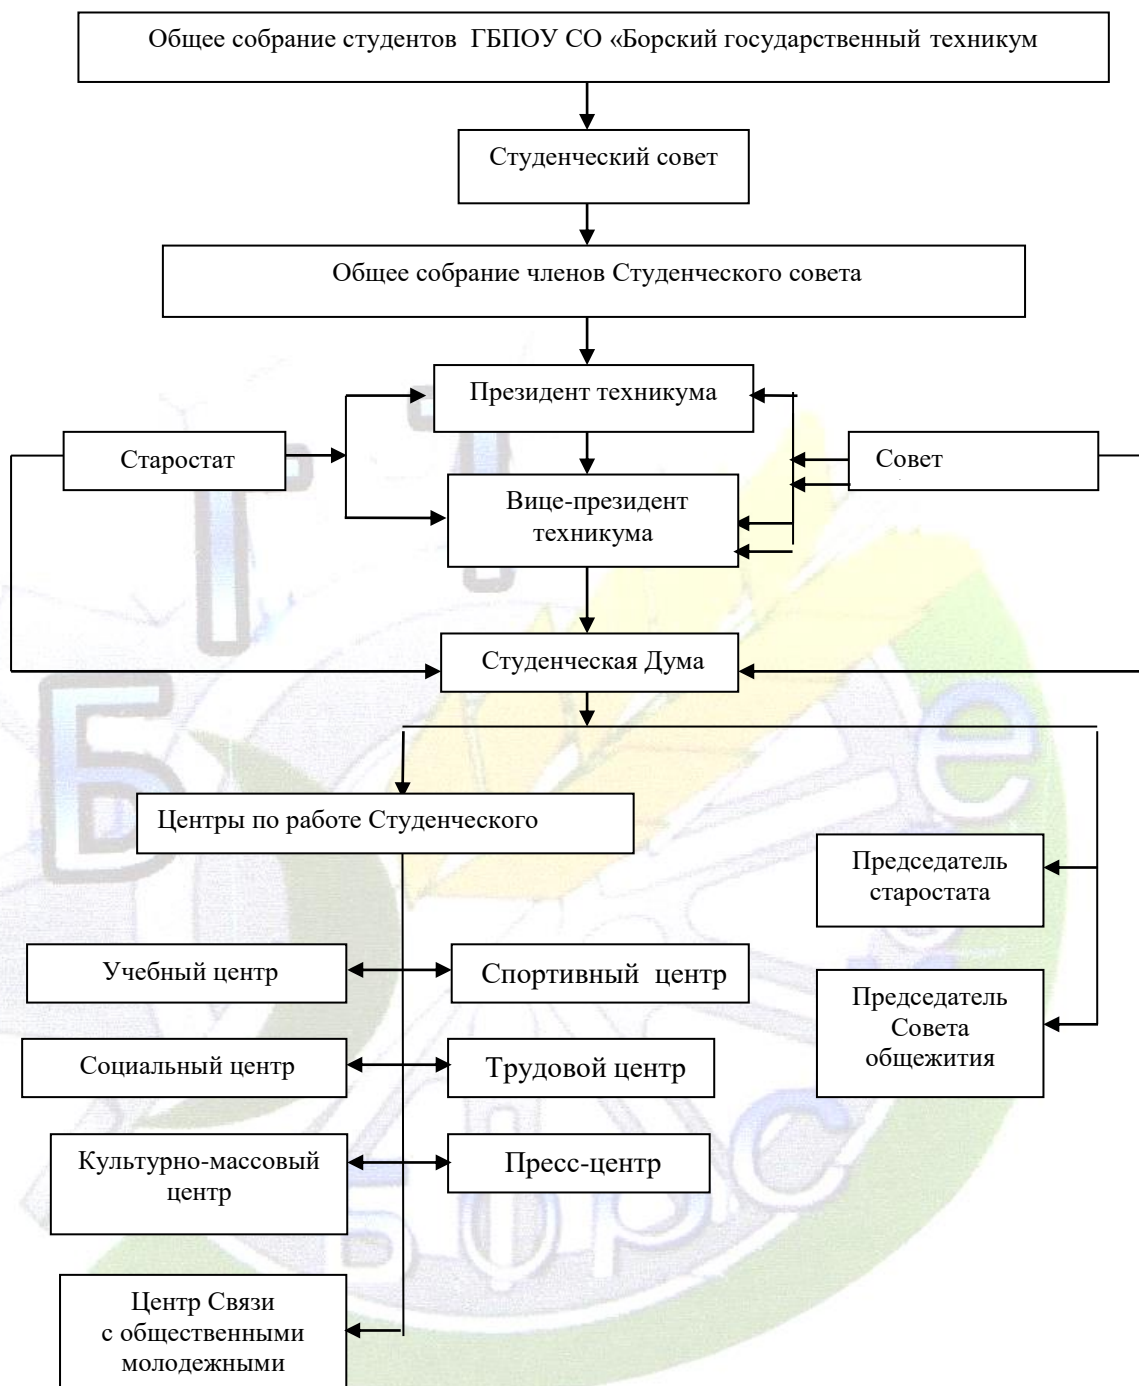 Общее собрание студентов ГБПОУ СО «Борский государственный техникум
Студенческий совет
Общее собрание членов Студенческого совета
Президент техникума
Старостат
Совет
Вице-президент
техникума
Студенческая Дума
Центры по работе Студенческого
Председатель
старостата
Учебный центр
Спортивный центр
Председатель
Совета
общежития
Социальный центр
Трудовой центр
Культурно-массовый
центр
Пресс-центр
Центр Связи
с общественными
молодежными